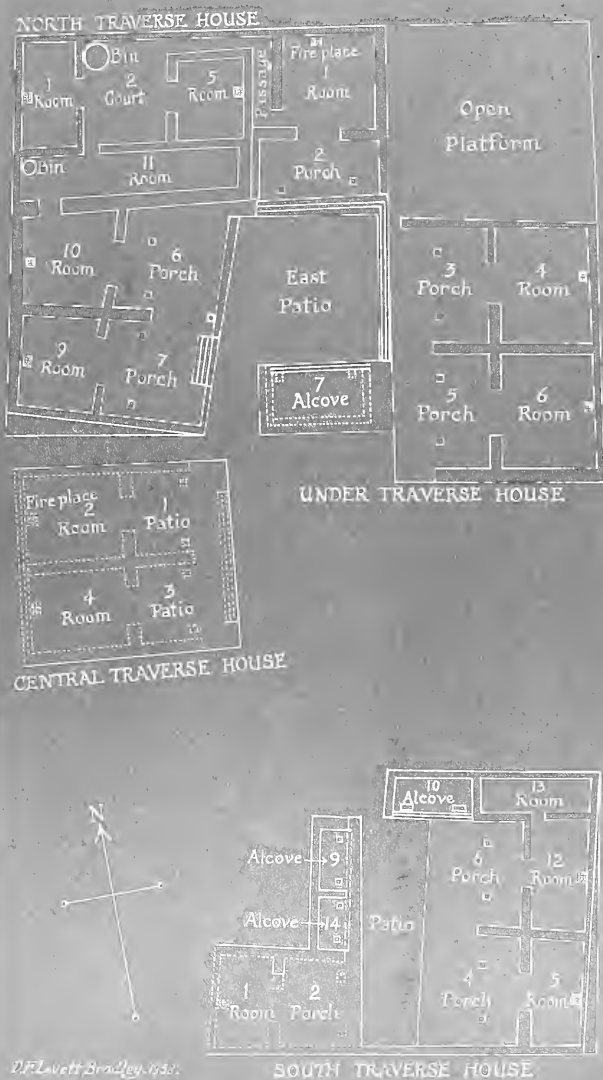 NORTH TRAVERSE HOUSE
1
Room
Bin
2
Court
5
Room
Passage
Fire place
1
Room
Open
Platform
Bin
11
Room
2
Porch
10
Room
6
Porch
East
Patio
3
Porch
4
Room
9
Room
7
Porch
7
Alcove
5
Porch
6
Room
UNDER TRAVERSE HOUSE
Fire place
2
Room
1
Patio
4
Room
3
Patio
CENTRAL TRAVERSE HOUSE
N
10
Alcove
13
Room
Alcove 9
6
Porch
12
Room
Alcove 14
Patio
1
Room
2
Porch
4
Porch
5
Room
D.F. Levett Bradley.
SOUTH TRAVERSE HOUSE